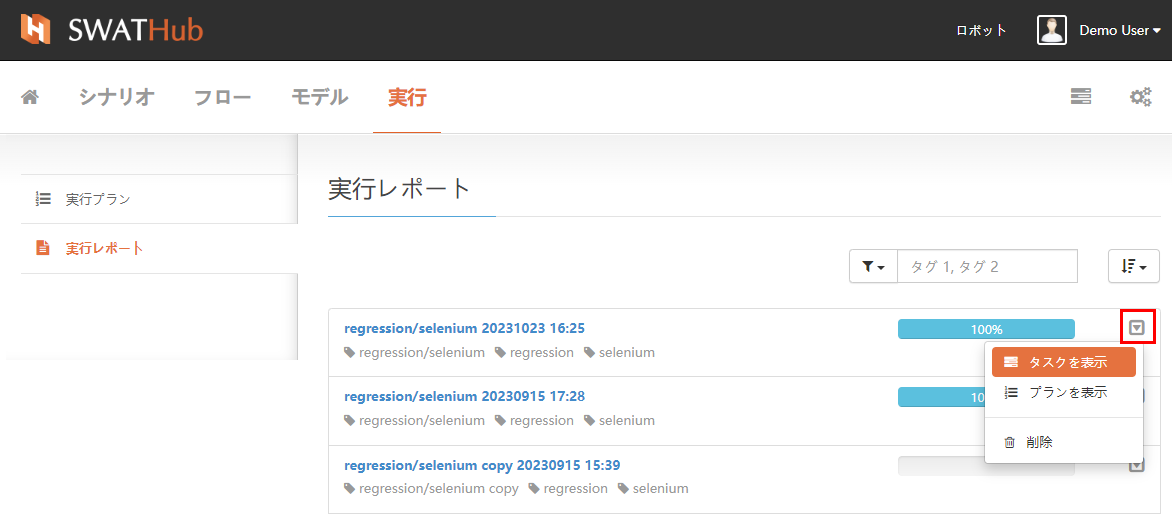 SWATHub
ロボット
Demo User
シナリオ
フロー
モデル
実行
実行プラン
実行レポート
実行レポート
タグ 1, タグ 2
regression/selenium 20231023 16:25
100%
regression/selenium regression selenium
タスクを表示
プランを表示
削除
regression/selenium 20230915 17:28
10
regression/selenium regression selenium
regression/selenium copy 20230915 15:39
regression/selenium copy regression selenium